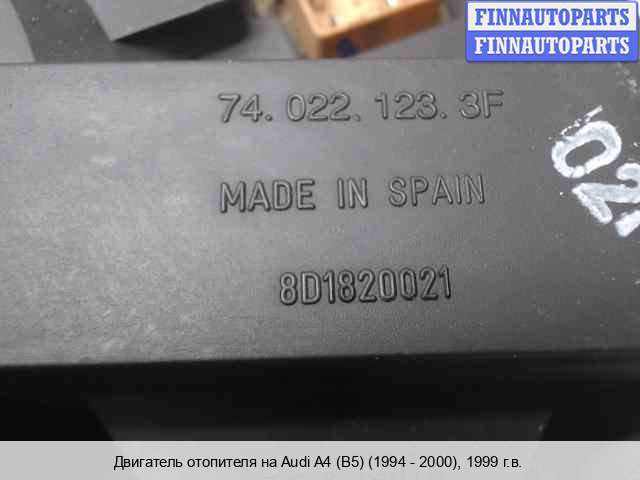 FINNAUTOPARTS
FINNAUTOPARTS
74. 022. 123. 3F
MADE IN SPAIN
8D1820021
Двигатель отопителя на Audi A4 (B5) (1994 - 2000), 1999 г.в.